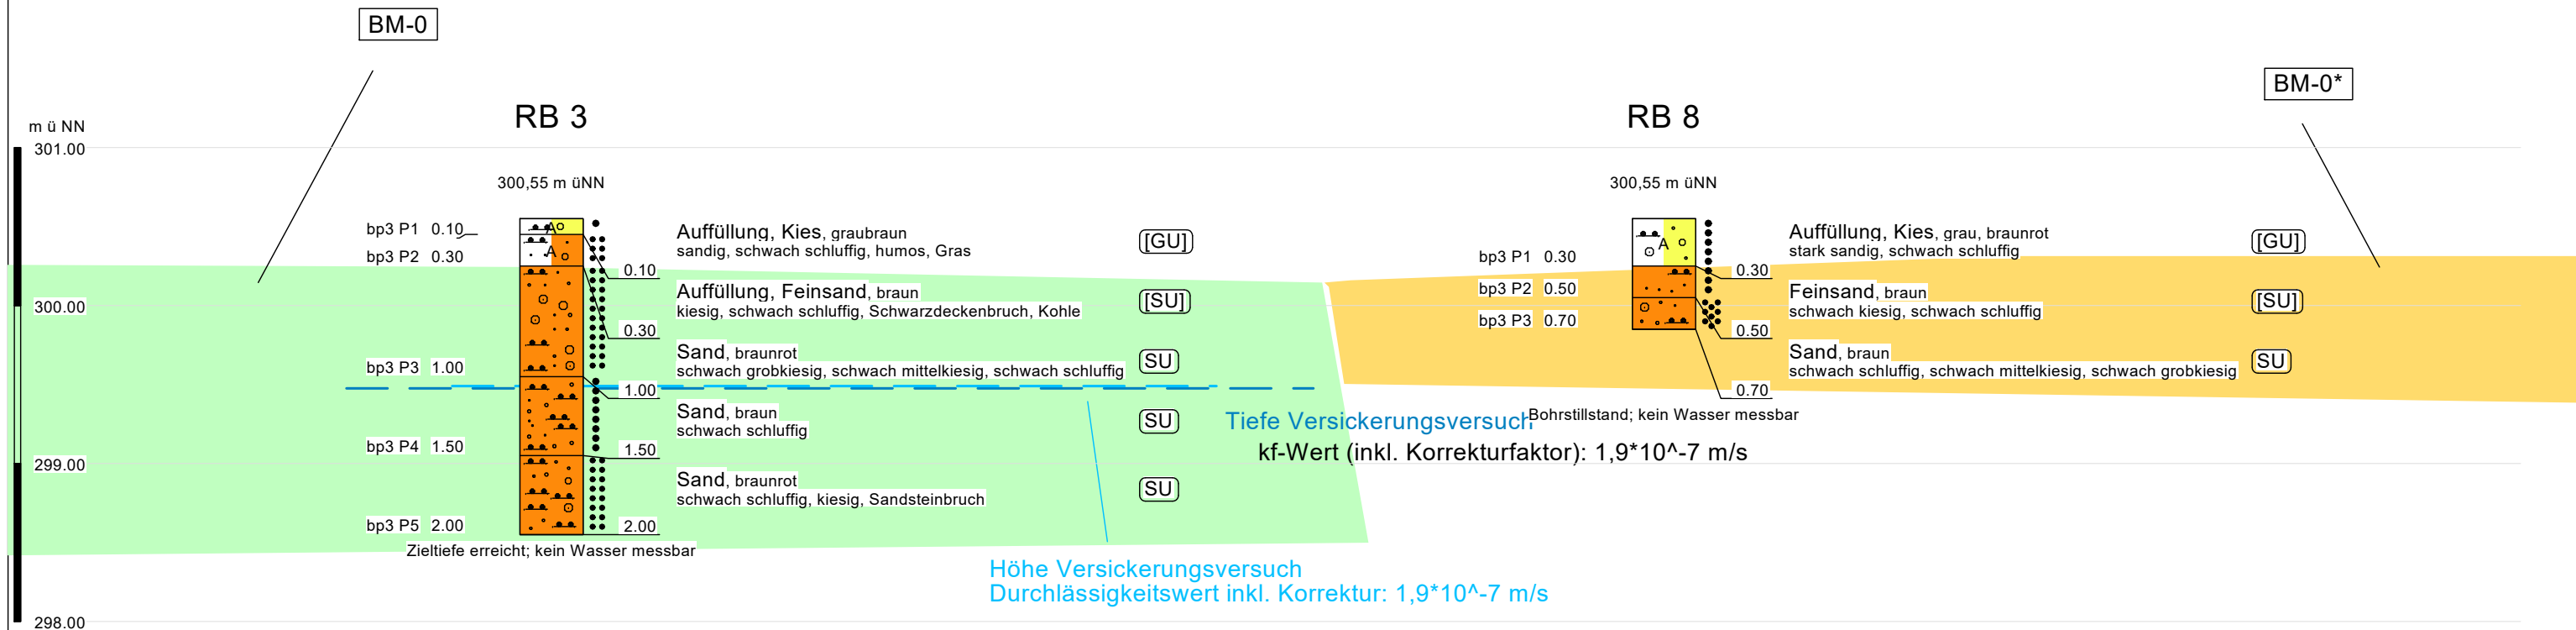 BM-0
BM-0*
RB 3
RB 8
m ü NN
301.00
300.00
299.00
298.00
300,55 m üNN
bp3 P1 0.10
bp3 P2 0.30
bp3 P3 1.00
bp3 P4 1.50
bp3 P5 2.00
A
A
0.10
0.30
1.00
1.50
2.00
Auffüllung, Kies, graubraun
sandig, schwach schluffig, humos, Gras
[GU]
Auffüllung, Feinsand, braun
kiesig, schwach schluffig, Schwarzdeckenbruch, Kohle
[SU]
Sand, braunrot
schwach grobkiesig, schwach mittelkiesig, schwach schluffig
SU
Sand, braun
schwach schluffig
SU
Sand, braunrot
schwach schluffig, kiesig, Sandsteinbruch
SU
Zieltiefe erreicht; kein Wasser messbar
Tiefe Versickerungsversuch
kf-Wert (inkl. Korrekturfaktor): 1,9*10^-7 m/s
Höhe Versickerungsversuch
Durchlässigkeitswert inkl. Korrektur: 1,9*10^-7 m/s
300,55 m üNN
bp3 P1 0.30
bp3 P2 0.50
bp3 P3 0.70
A
0.30
0.50
0.70
Auffüllung, Kies, grau, braunrot
stark sandig, schwach schluffig
[GU]
Feinsand, braun
schwach kiesig, schwach schluffig
[SU]
Sand, braun
schwach schluffig, schwach mittelkiesig, schwach grobkiesig
SU
Bohrstillstand; kein Wasser messbar